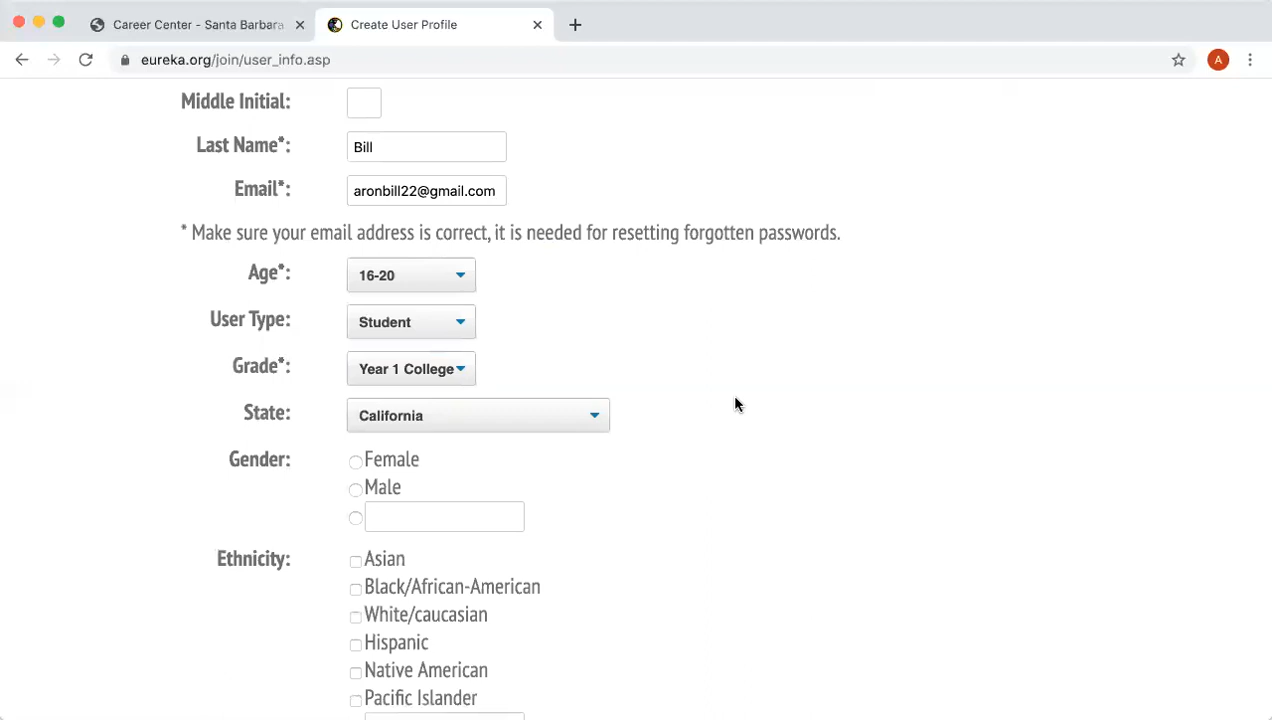 Career Center - Santa Barbara
Create User Profile
eureka.org/join/user_info.asp
A
Middle Initial:
Last Name*: Bill
Email*: aronbill22@gmail.com
* Make sure your email address is correct, it is needed for resetting forgotten passwords.
Age*: 16-20
User Type: Student
Grade*: Year 1 College
State: California
Gender: Female
Male
Ethnicity: Asian
Black/African-American
White/caucasian
Hispanic
Native American
Pacific Islander